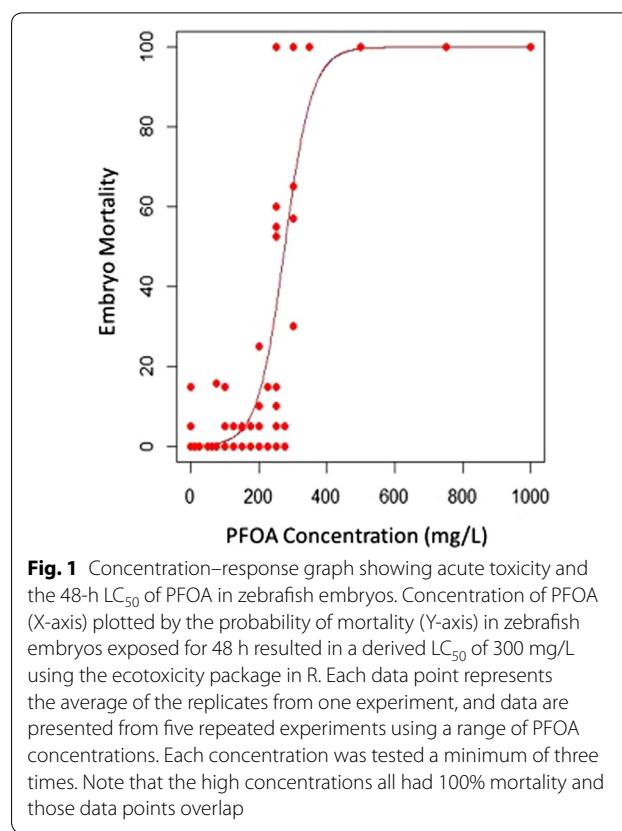 100
80
60
40
20
0
Embryo Mortality
0 200 400 600 800 1000
PFOA Concentration (mg/L)
Fig. 1 Concentration–response graph showing acute toxicity and
the 48-h LC50 of PFOA in zebrafish embryos. Concentration of PFOA
(X-axis) plotted by the probability of mortality (Y-axis) in zebrafish
embryos exposed for 48 h resulted in a derived LC50 of 300 mg/L
using the ecotoxicity package in R. Each data point represents
the average of the replicates from one experiment, and data are
presented from five repeated experiments using a range of PFOA
concentrations. Each concentration was tested a minimum of three
times. Note that the high concentrations all had 100% mortality and
those data points overlap